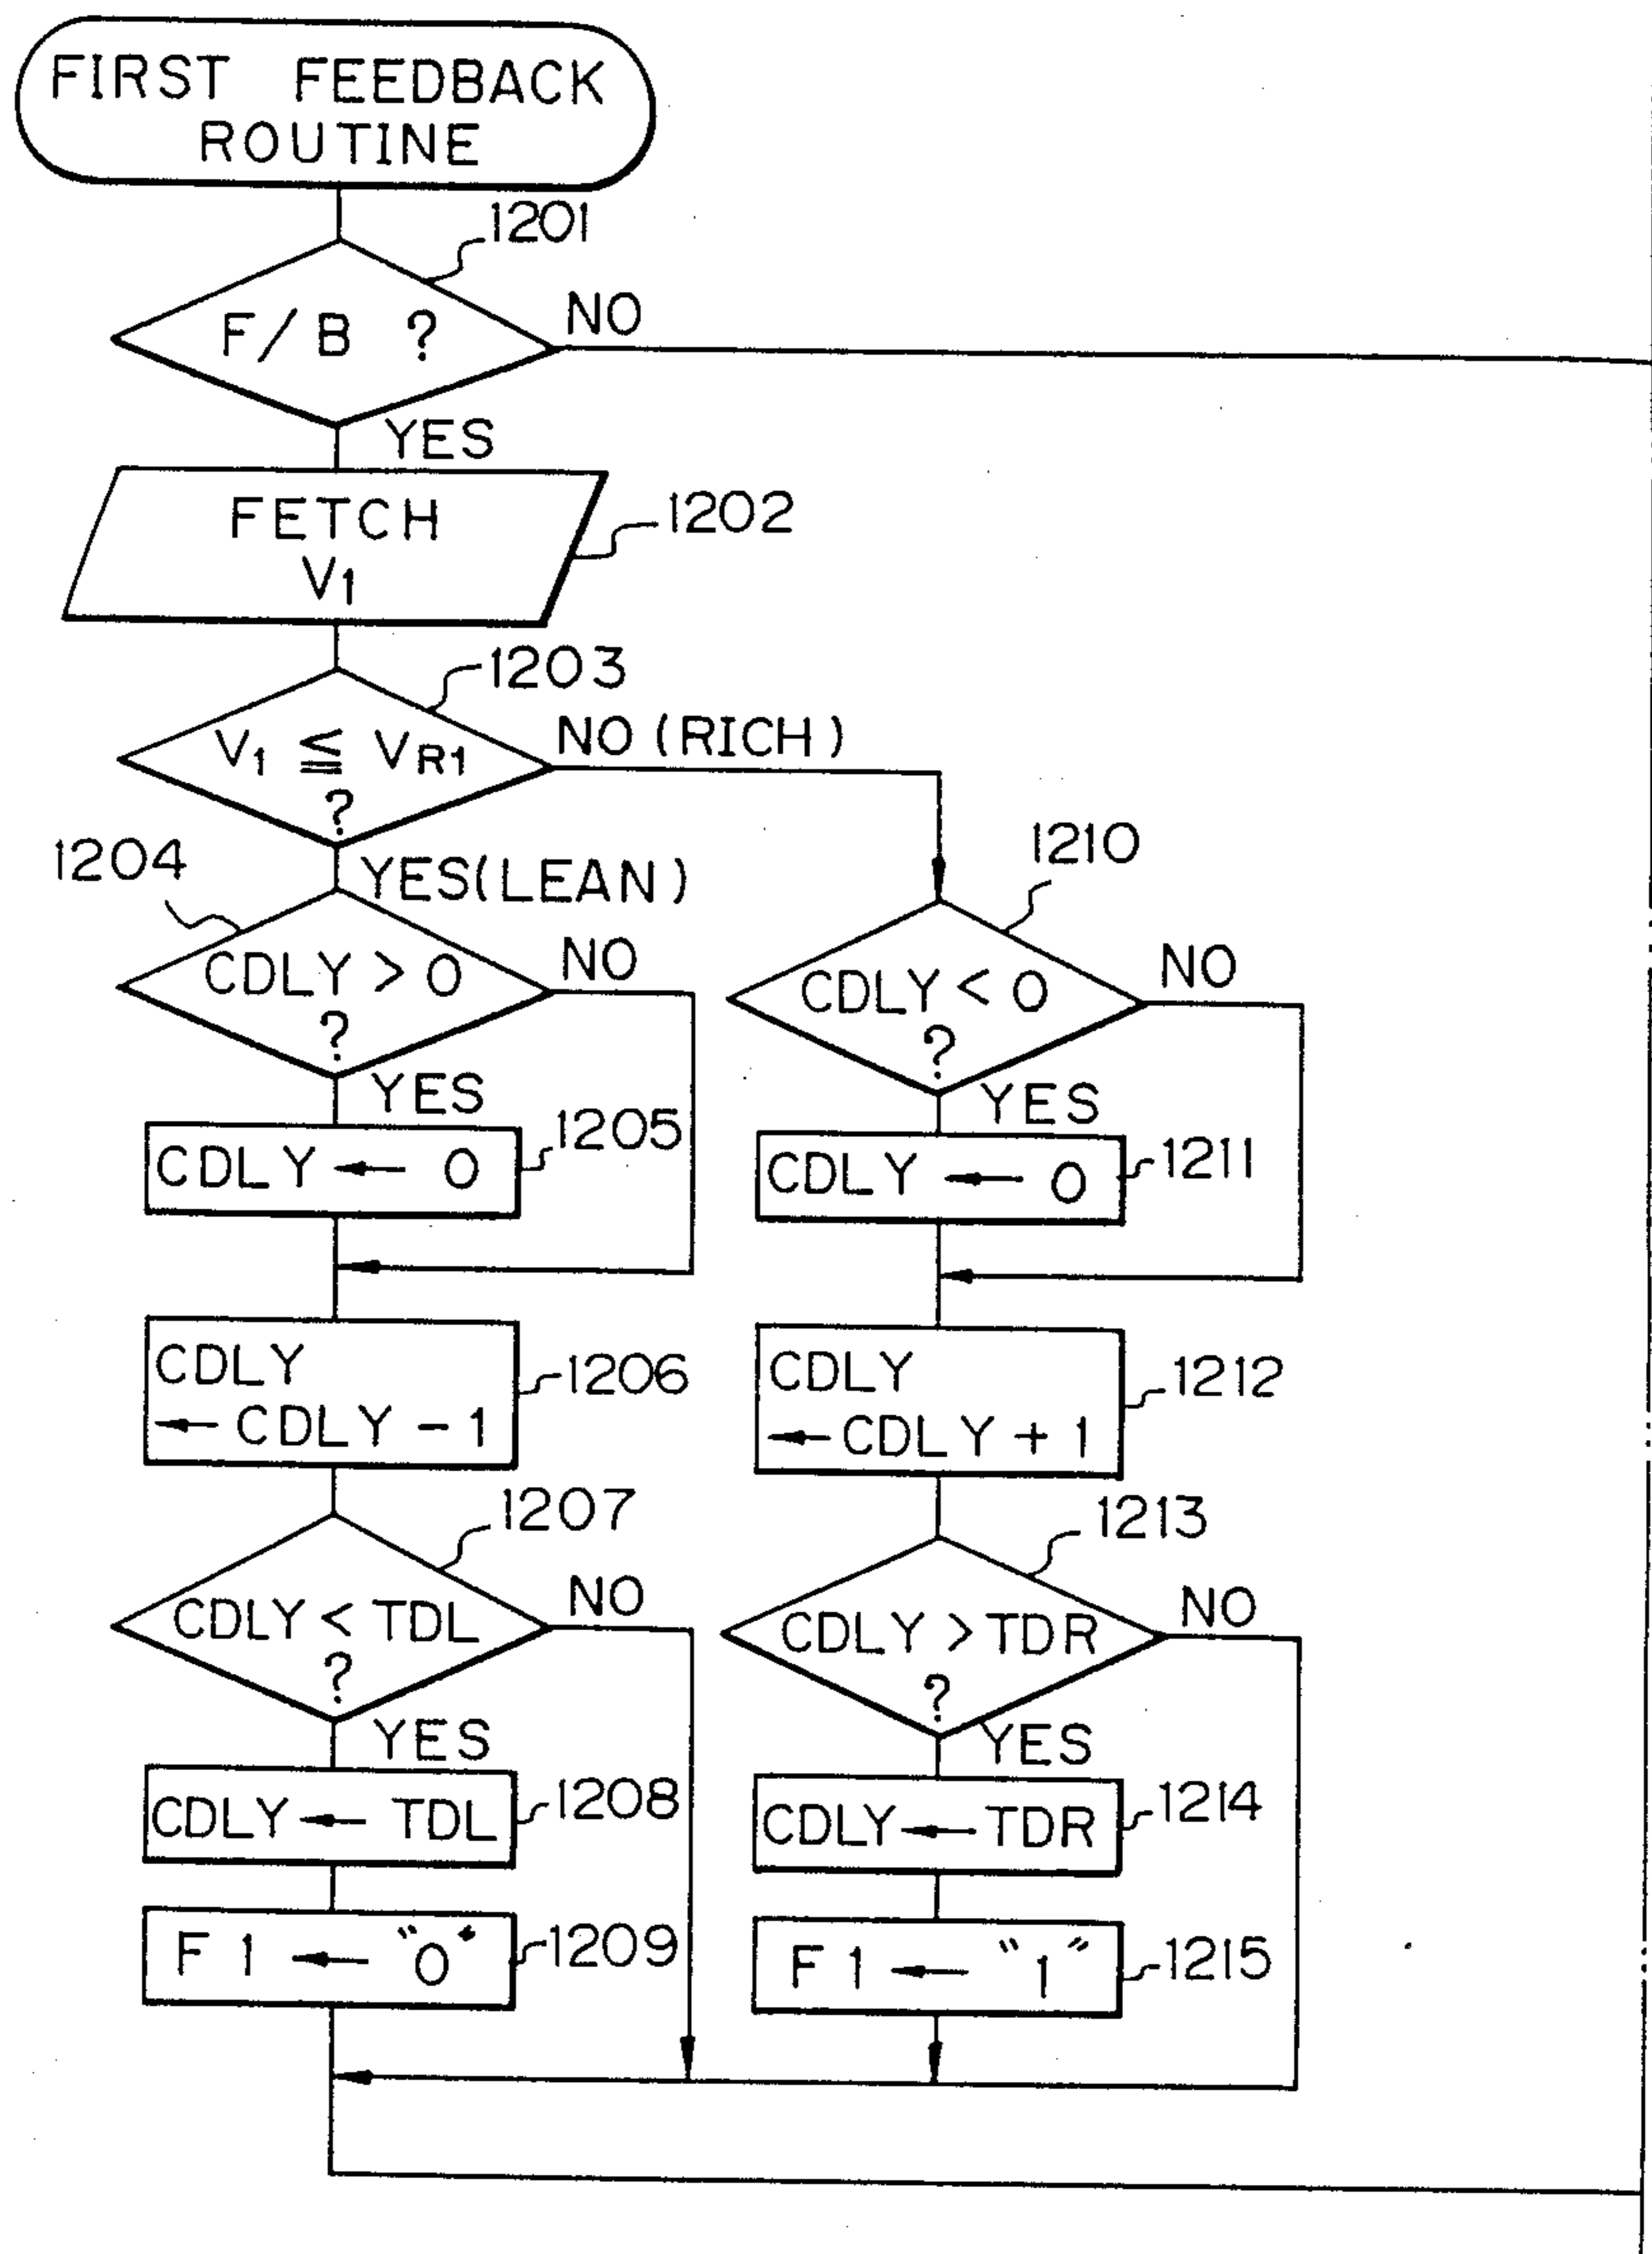 FIRST FEEDBACK
ROUTINE
1201
F/B ?
NO
YES
FETCH
V1
1202
1203
V1 ≦ VR1
?
NO (RICH)
YES(LEAN)
1204
CDLY > 0
?
NO
YES
CDLY ← 0
1205
CDLY
← CDLY - 1
1206
1207
CDLY < TDL
?
NO
YES
CDLY ← TDL
1208
F1 ← "0"
1209
1210
CDLY < 0
?
NO
YES
CDLY ← 0
1211
CDLY
← CDLY + 1
1212
1213
CDLY > TDR
?
NO
YES
CDLY ← TDR
1214
F1 ← "1"
1215